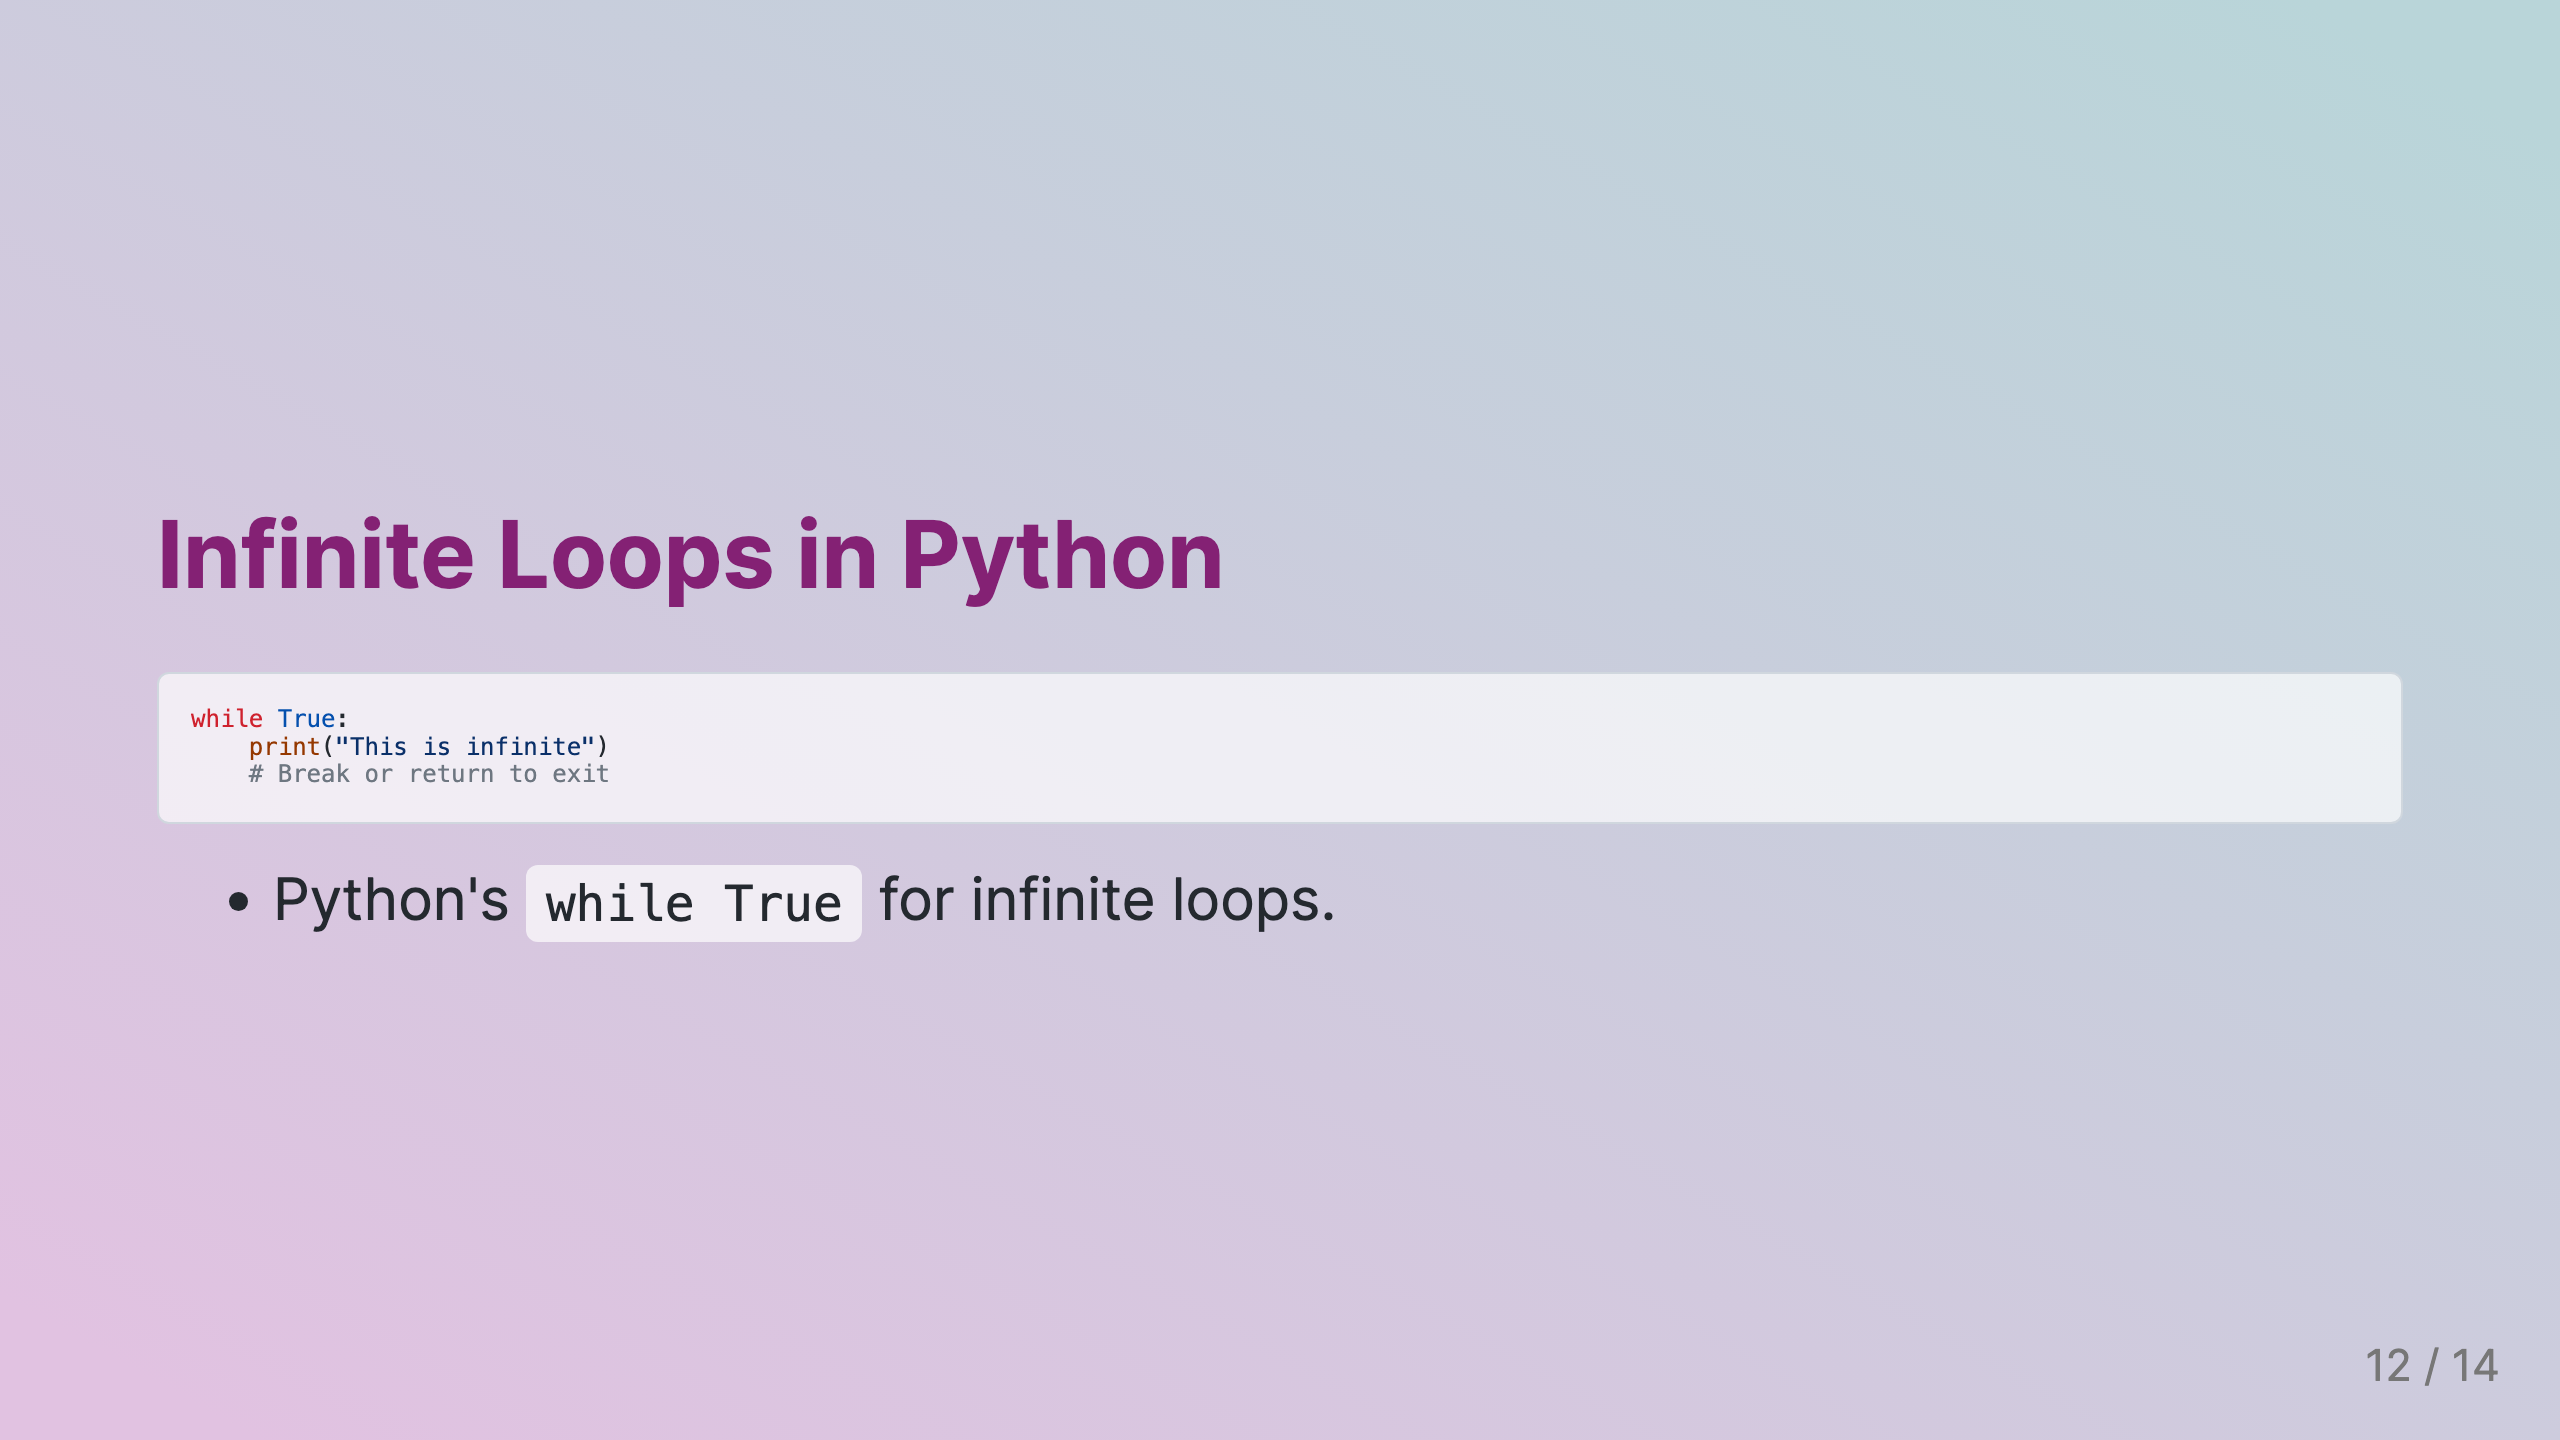 Infinite Loops in Python
while True:
    print("This is infinite")
    # Break or return to exit
• Python's while True for infinite loops.
12 / 14